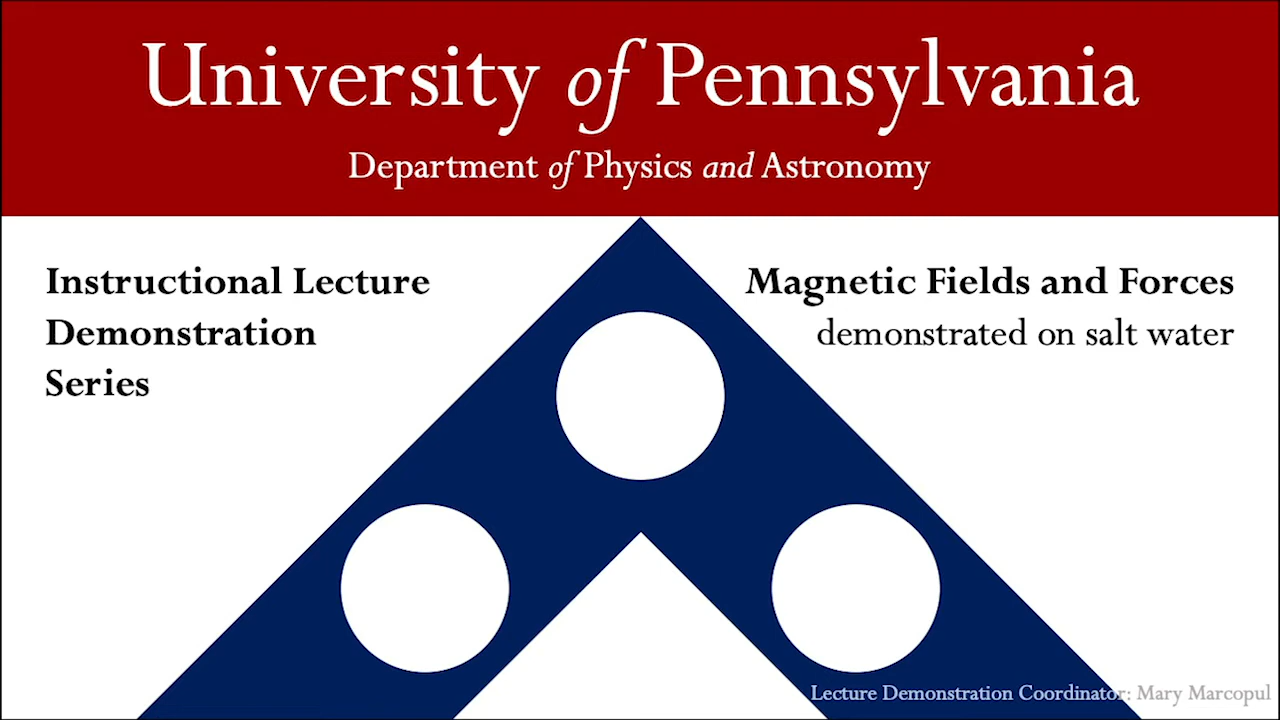 University of Pennsylvania
Department of Physics and Astronomy
Instructional Lecture
Demonstration
Series
Magnetic Fields and Forces
demonstrated on salt water
Lecture Demonstration Coordinator: Mary Marcopul